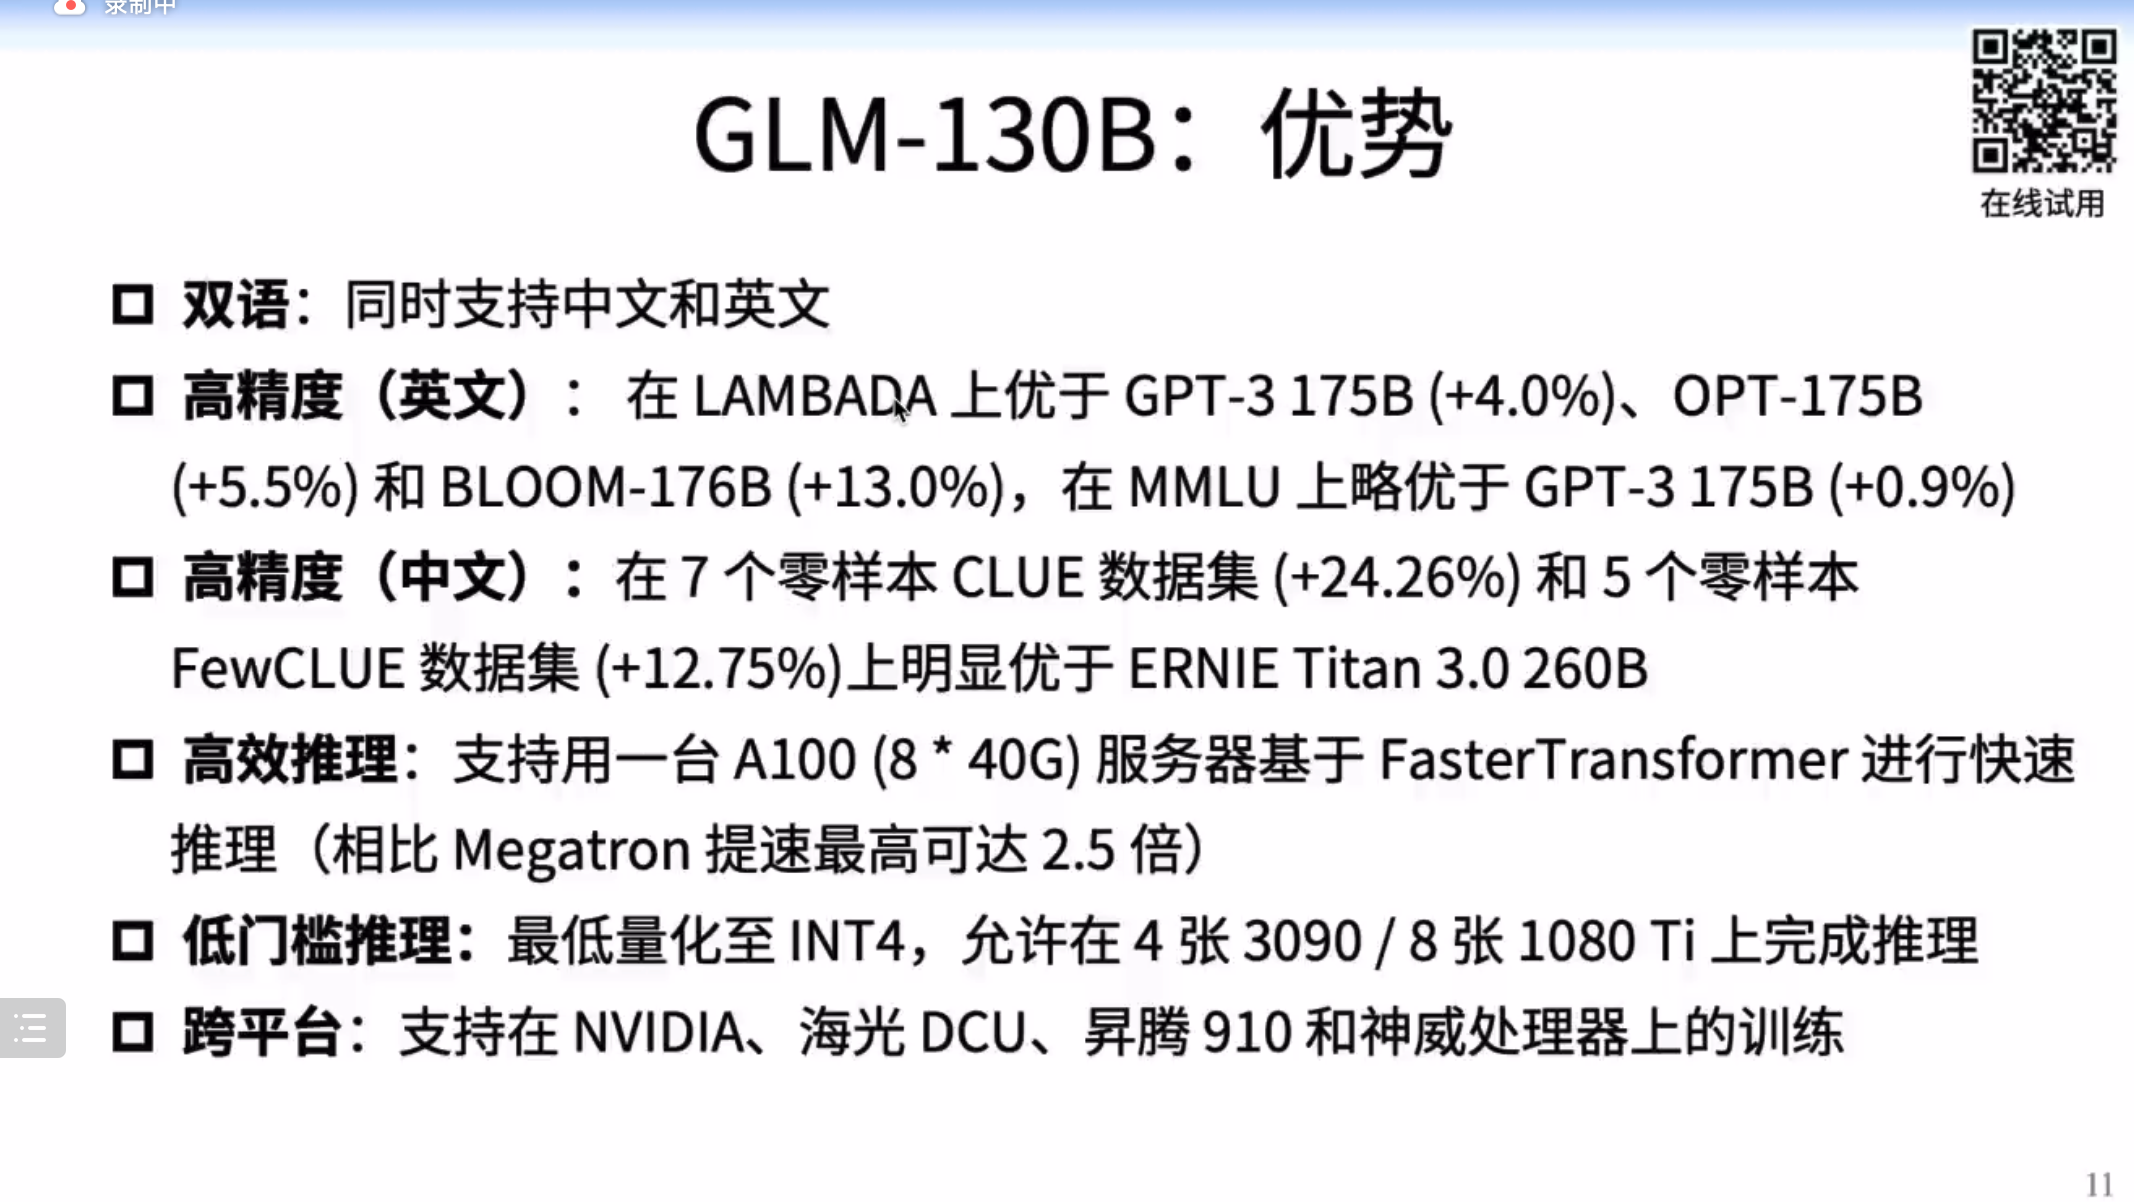 录制中
GLM-130B：优势
在线试用
双语：同时支持中文和英文
高精度（英文）： 在 LAMBADA 上优于 GPT-3 175B (+4.0%)、OPT-175B
(+5.5%) 和 BLOOM-176B (+13.0%)，在 MMLU 上略优于 GPT-3 175B (+0.9%)
高精度（中文）：在 7 个零样本 CLUE 数据集 (+24.26%) 和 5 个零样本
FewCLUE 数据集 (+12.75%)上明显优于 ERNIE Titan 3.0 260B
高效推理：支持用一台 A100 (8 * 40G) 服务器基于 FasterTransformer 进行快速
推理（相比 Megatron 提速最高可达 2.5 倍）
低门槛推理：最低量化至 INT4，允许在 4 张 3090 / 8 张 1080 Ti 上完成推理
跨平台：支持在 NVIDIA、海光 DCU、昇腾 910 和神威处理器上的训练
11